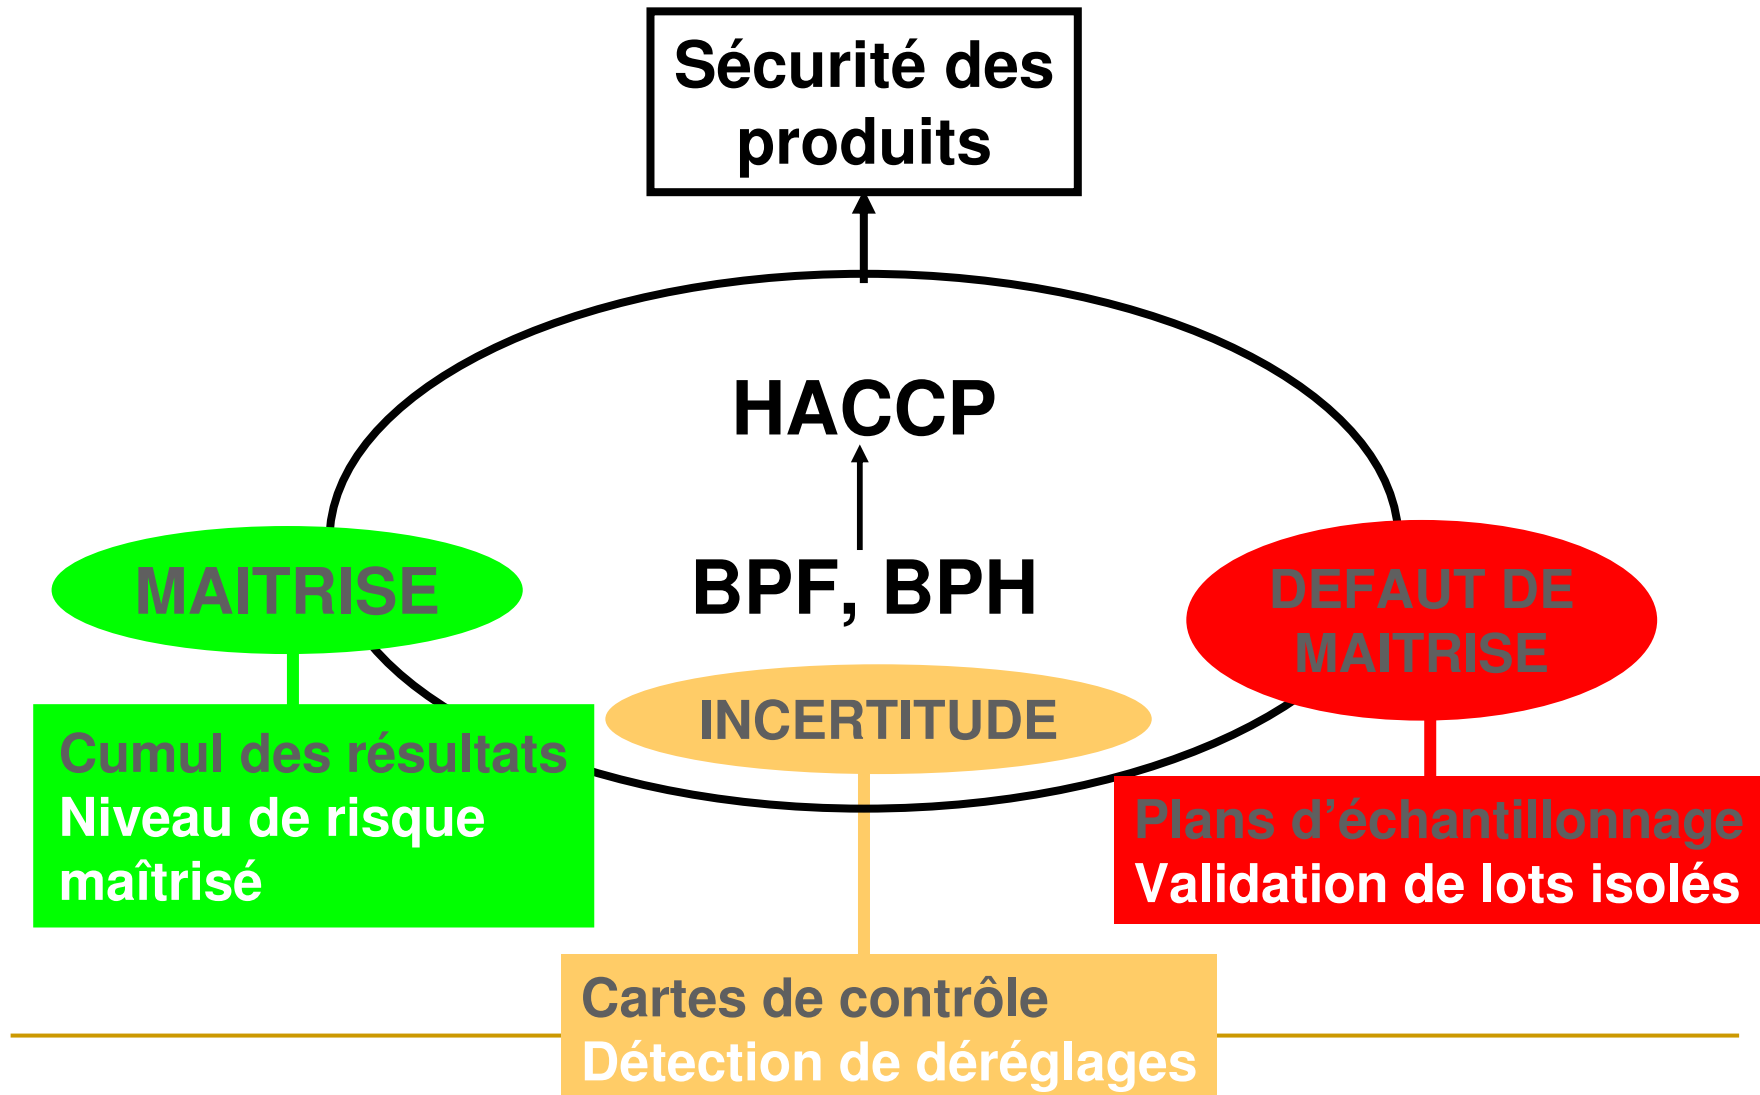 Sécurité des
produits
HACCP
BPF, BPH
MAITRISE
DEFAUT DE
MAITRISE
INCERTITUDE
Cumul des résultats
Niveau de risque
maîtrisé
Plans d’échantillonnage
Validation de lots isolés
Cartes de contrôle
Détection de déréglages